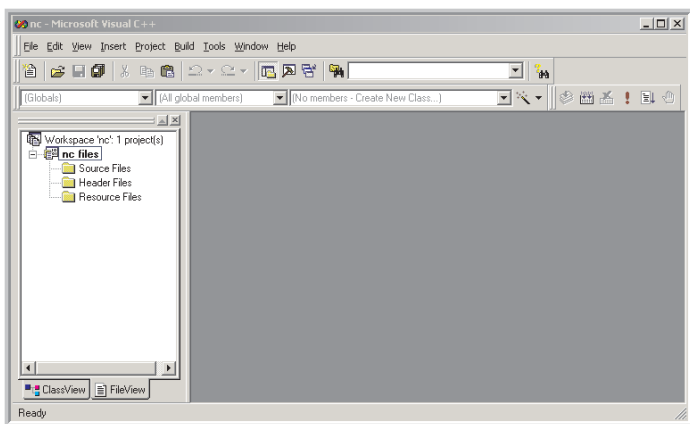 nc - Microsoft Visual C++
File Edit View Insert Project Build Tools Window Help
(Globals) (All global members) (No members - Create New Class...)
Workspace 'nc': 1 project(s)
nc files
Source Files
Header Files
Resource Files
ClassView FileView
Ready